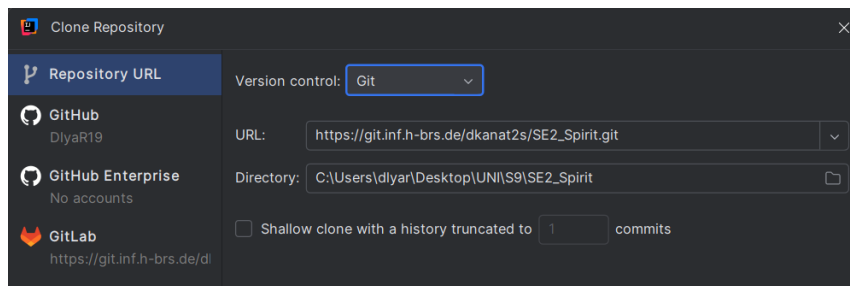 Clone Repository
Repository URL
Version control: Git
GitHub
DlyaR19
URL: https://git.inf.h-brs.de/dkanat2s/SE2_Spirit.git
GitHub Enterprise
No accounts
Directory: C:\Users\dlyar\Desktop\UNI\S9\SE2_Spirit
Shallow clone with a history truncated to 1 commits
GitLab
https://git.inf.h-brs.de/d